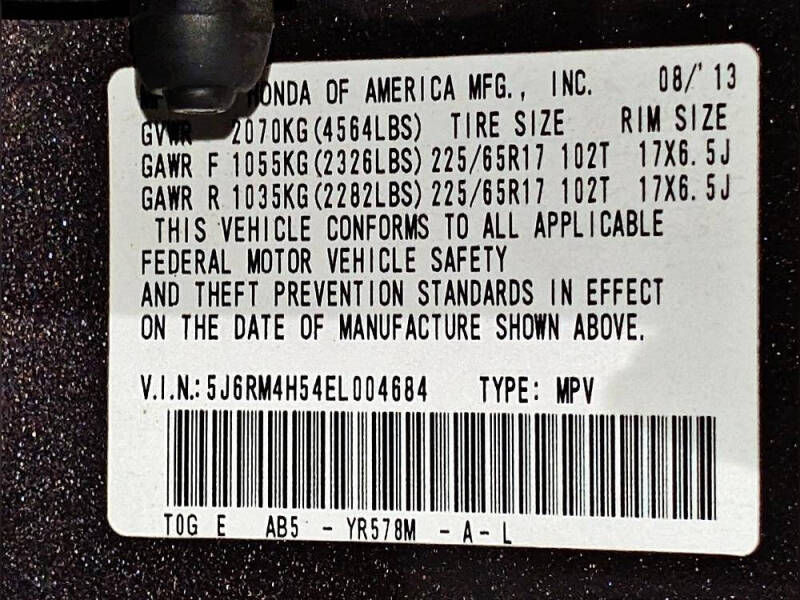 HONDA OF AMERICA MFG., INC. 08/'13
GVWR 2070KG(4564LBS) TIRE SIZE RIM SIZE
GAWR F 1055KG(2326LBS) 225/65R17 102T 17X6.5J
GAWR R 1035KG(2282LBS) 225/65R17 102T 17X6.5J
THIS VEHICLE CONFORMS TO ALL APPLICABLE
FEDERAL MOTOR VEHICLE SAFETY
AND THEFT PREVENTION STANDARDS IN EFFECT
ON THE DATE OF MANUFACTURE SHOWN ABOVE.
V.I.N.: 5J6RM4H54EL004684 TYPE: MPV
TOG E AB5 - YR578M - A - L